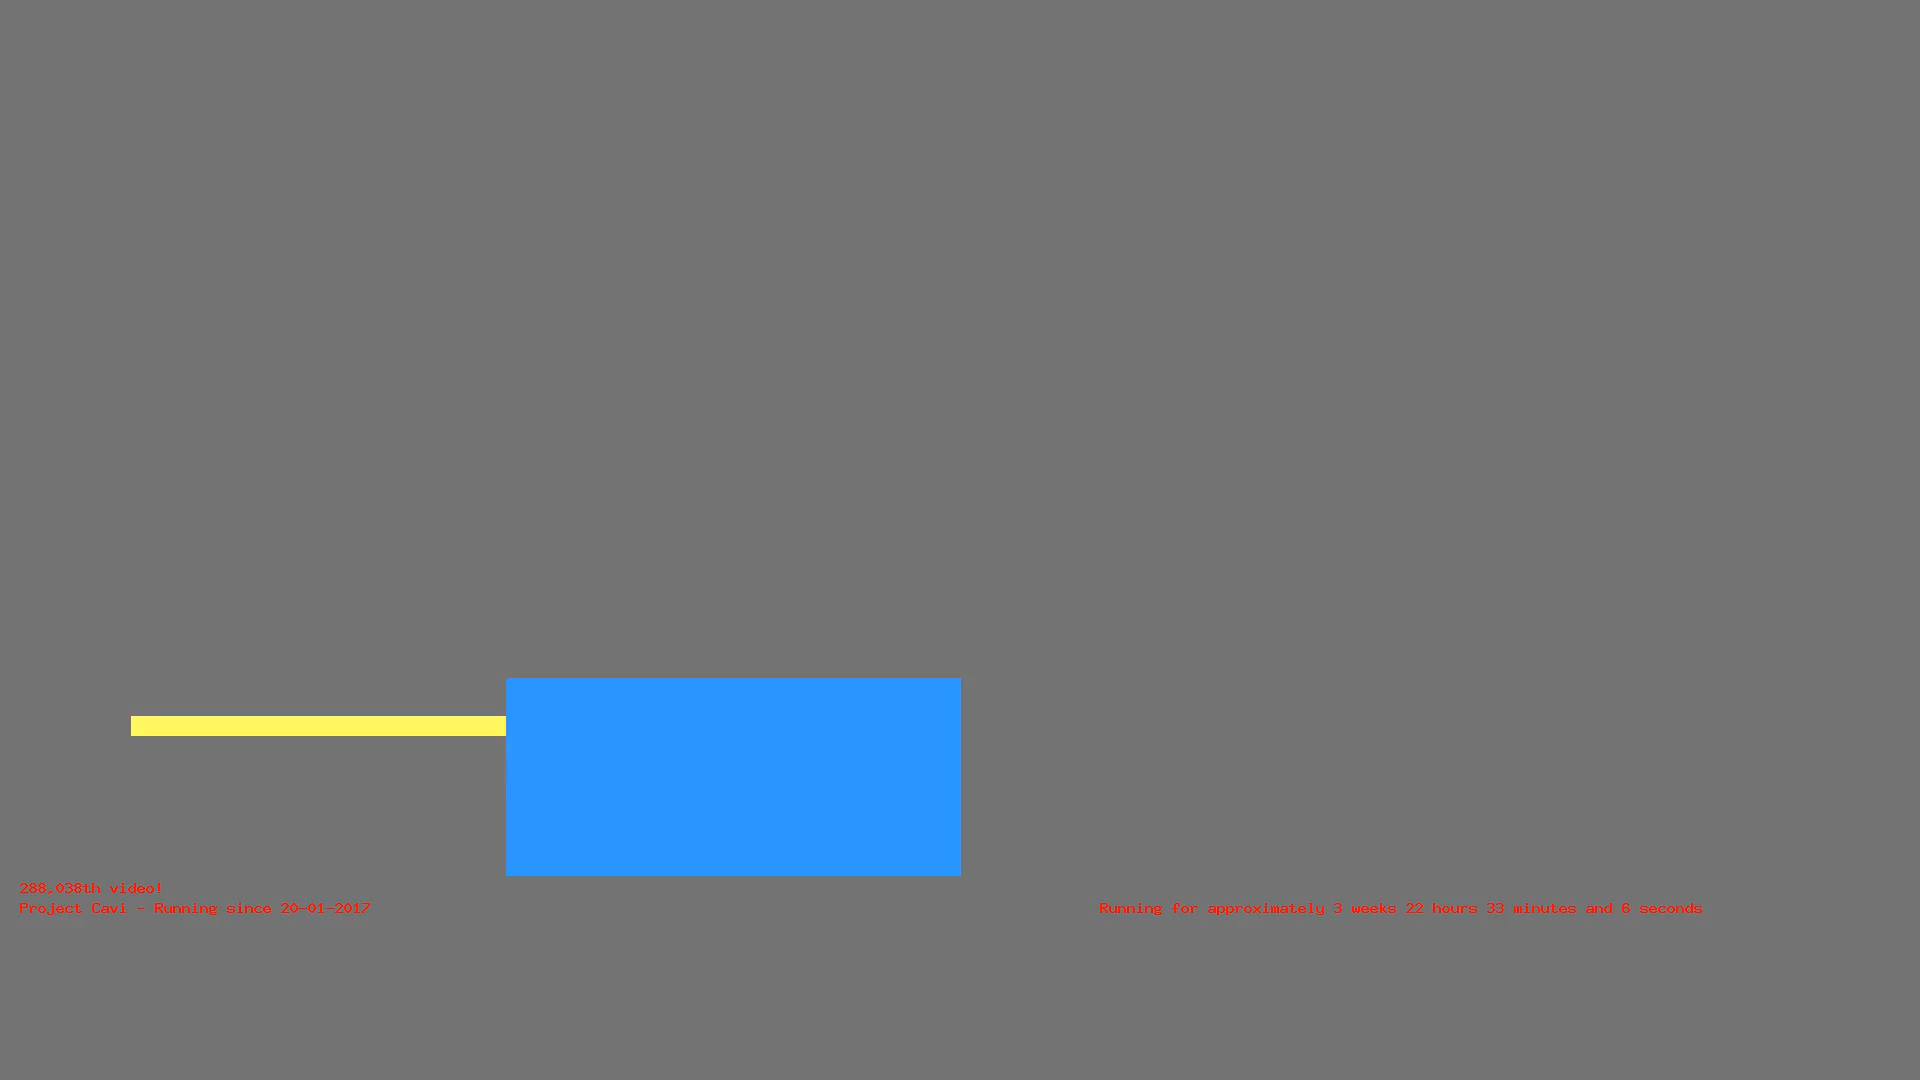 288,038th video!
Project Cavi - Running since 20-01-2017
Running for approximately 3 weeks 22 hours 33 minutes and 6 seconds